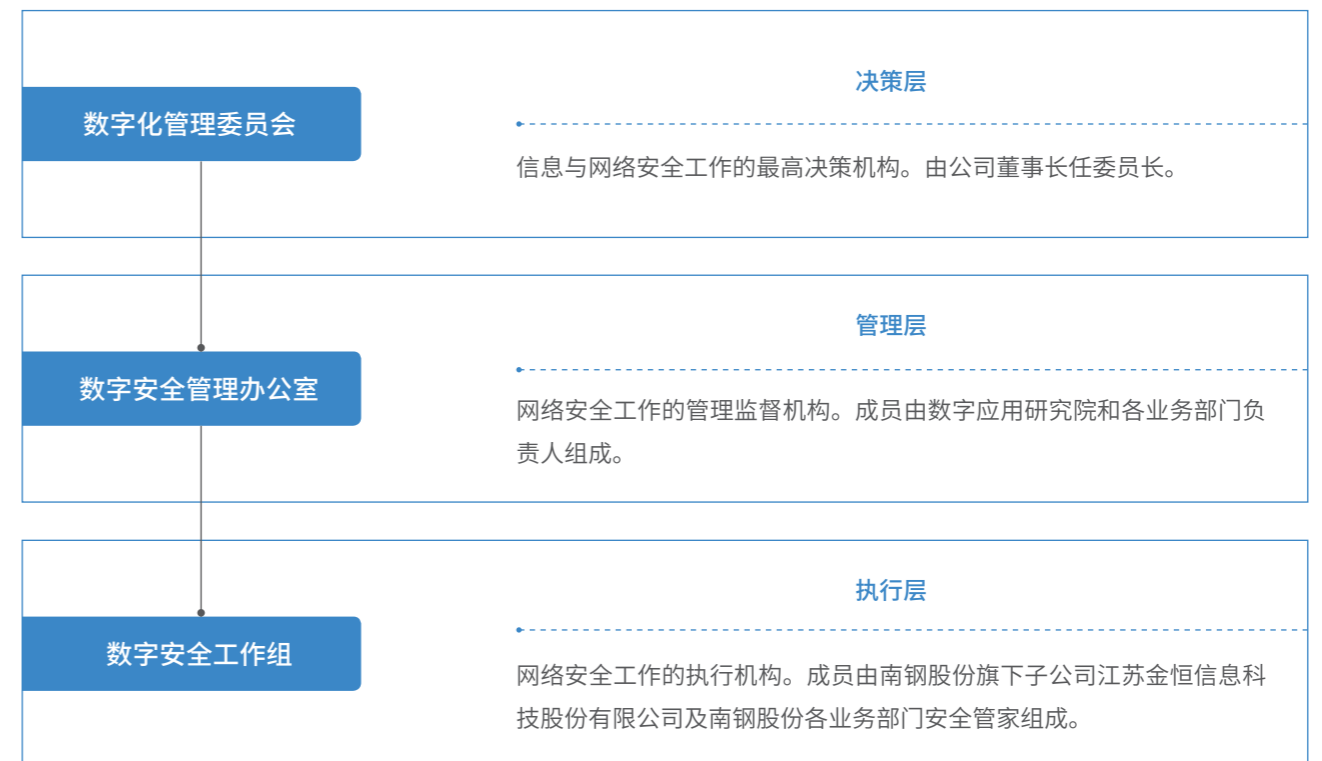 决策层
数字化管理委员会
信息与网络安全工作的最高决策机构。由公司董事长任委员长。
管理层
数字安全管理办公室
网络安全工作的管理监督机构。成员由数字应用研究院和各业务部门负
责人组成。
执行层
数字安全工作组
网络安全工作的执行机构。成员由南钢股份旗下子公司江苏金恒信息科
技股份有限公司及南钢股份各业务部门安全管家组成。